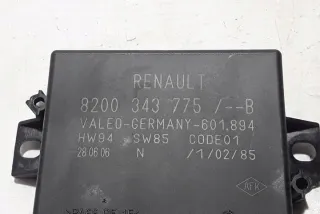 RENAULT
8200 343 775 /--B
VALEO-GERMANY-601.894
HW94 SW85 CODE01
28.06.06 N /1/02/85